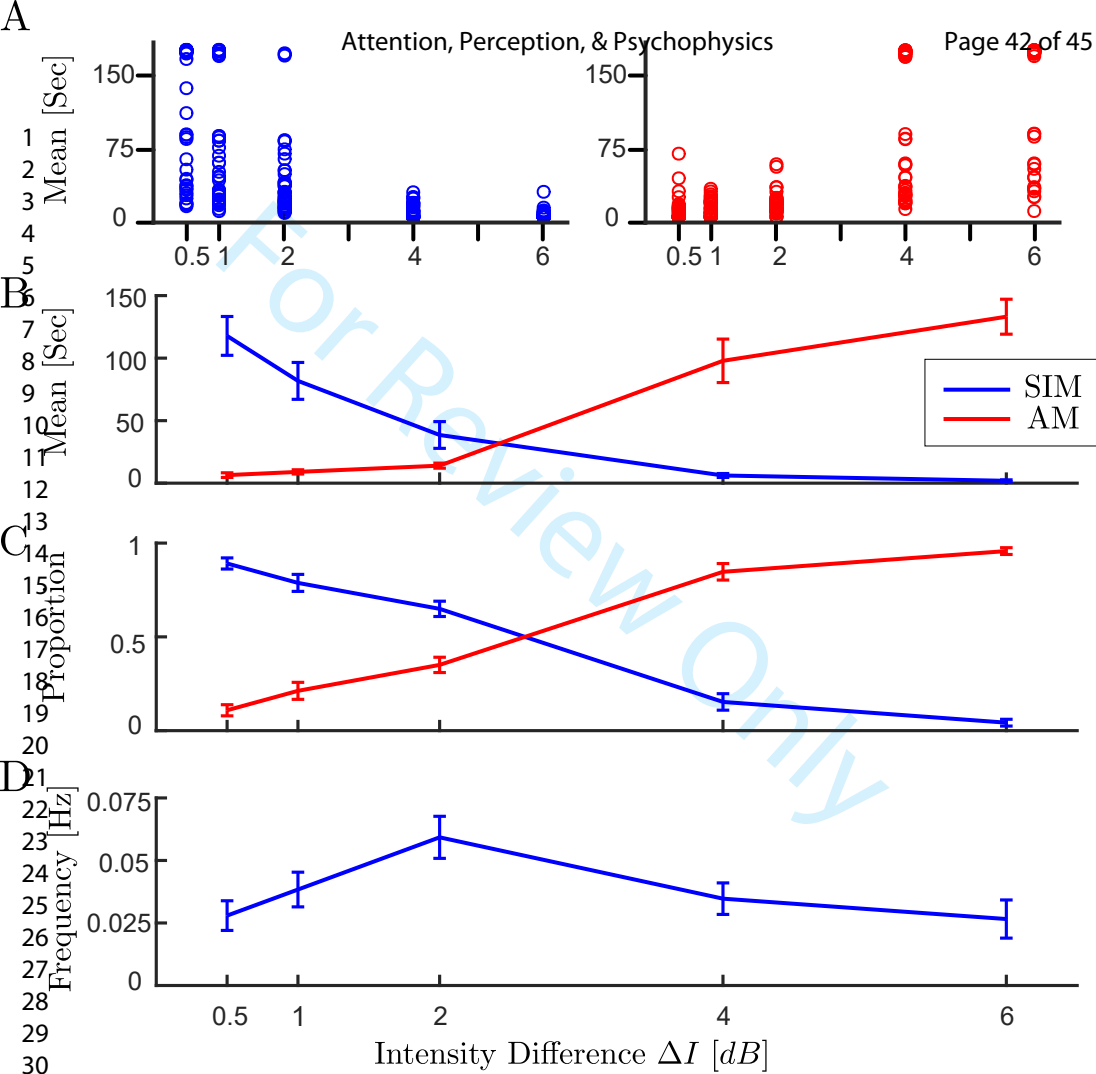 A
Attention, Perception, & Psychophysics
Page 42 of 45
Mean [Sec]
150
75
0
0.5 1 2 4 6
150
75
0
0.5 1 2 4 6
B
Mean [Sec]
150
100
50
0
SIM
AM
C
Proportion
1
0.5
0
D
Frequency [Hz]
0.075
0.05
0.025
0
0.5 1 2 4 6
Intensity Difference ΔI [dB]
1
2
3
4
5
6
7
8
9
10
11
12
13
14
15
16
17
18
19
20
21
22
23
24
25
26
27
28
29
30
For Review Only